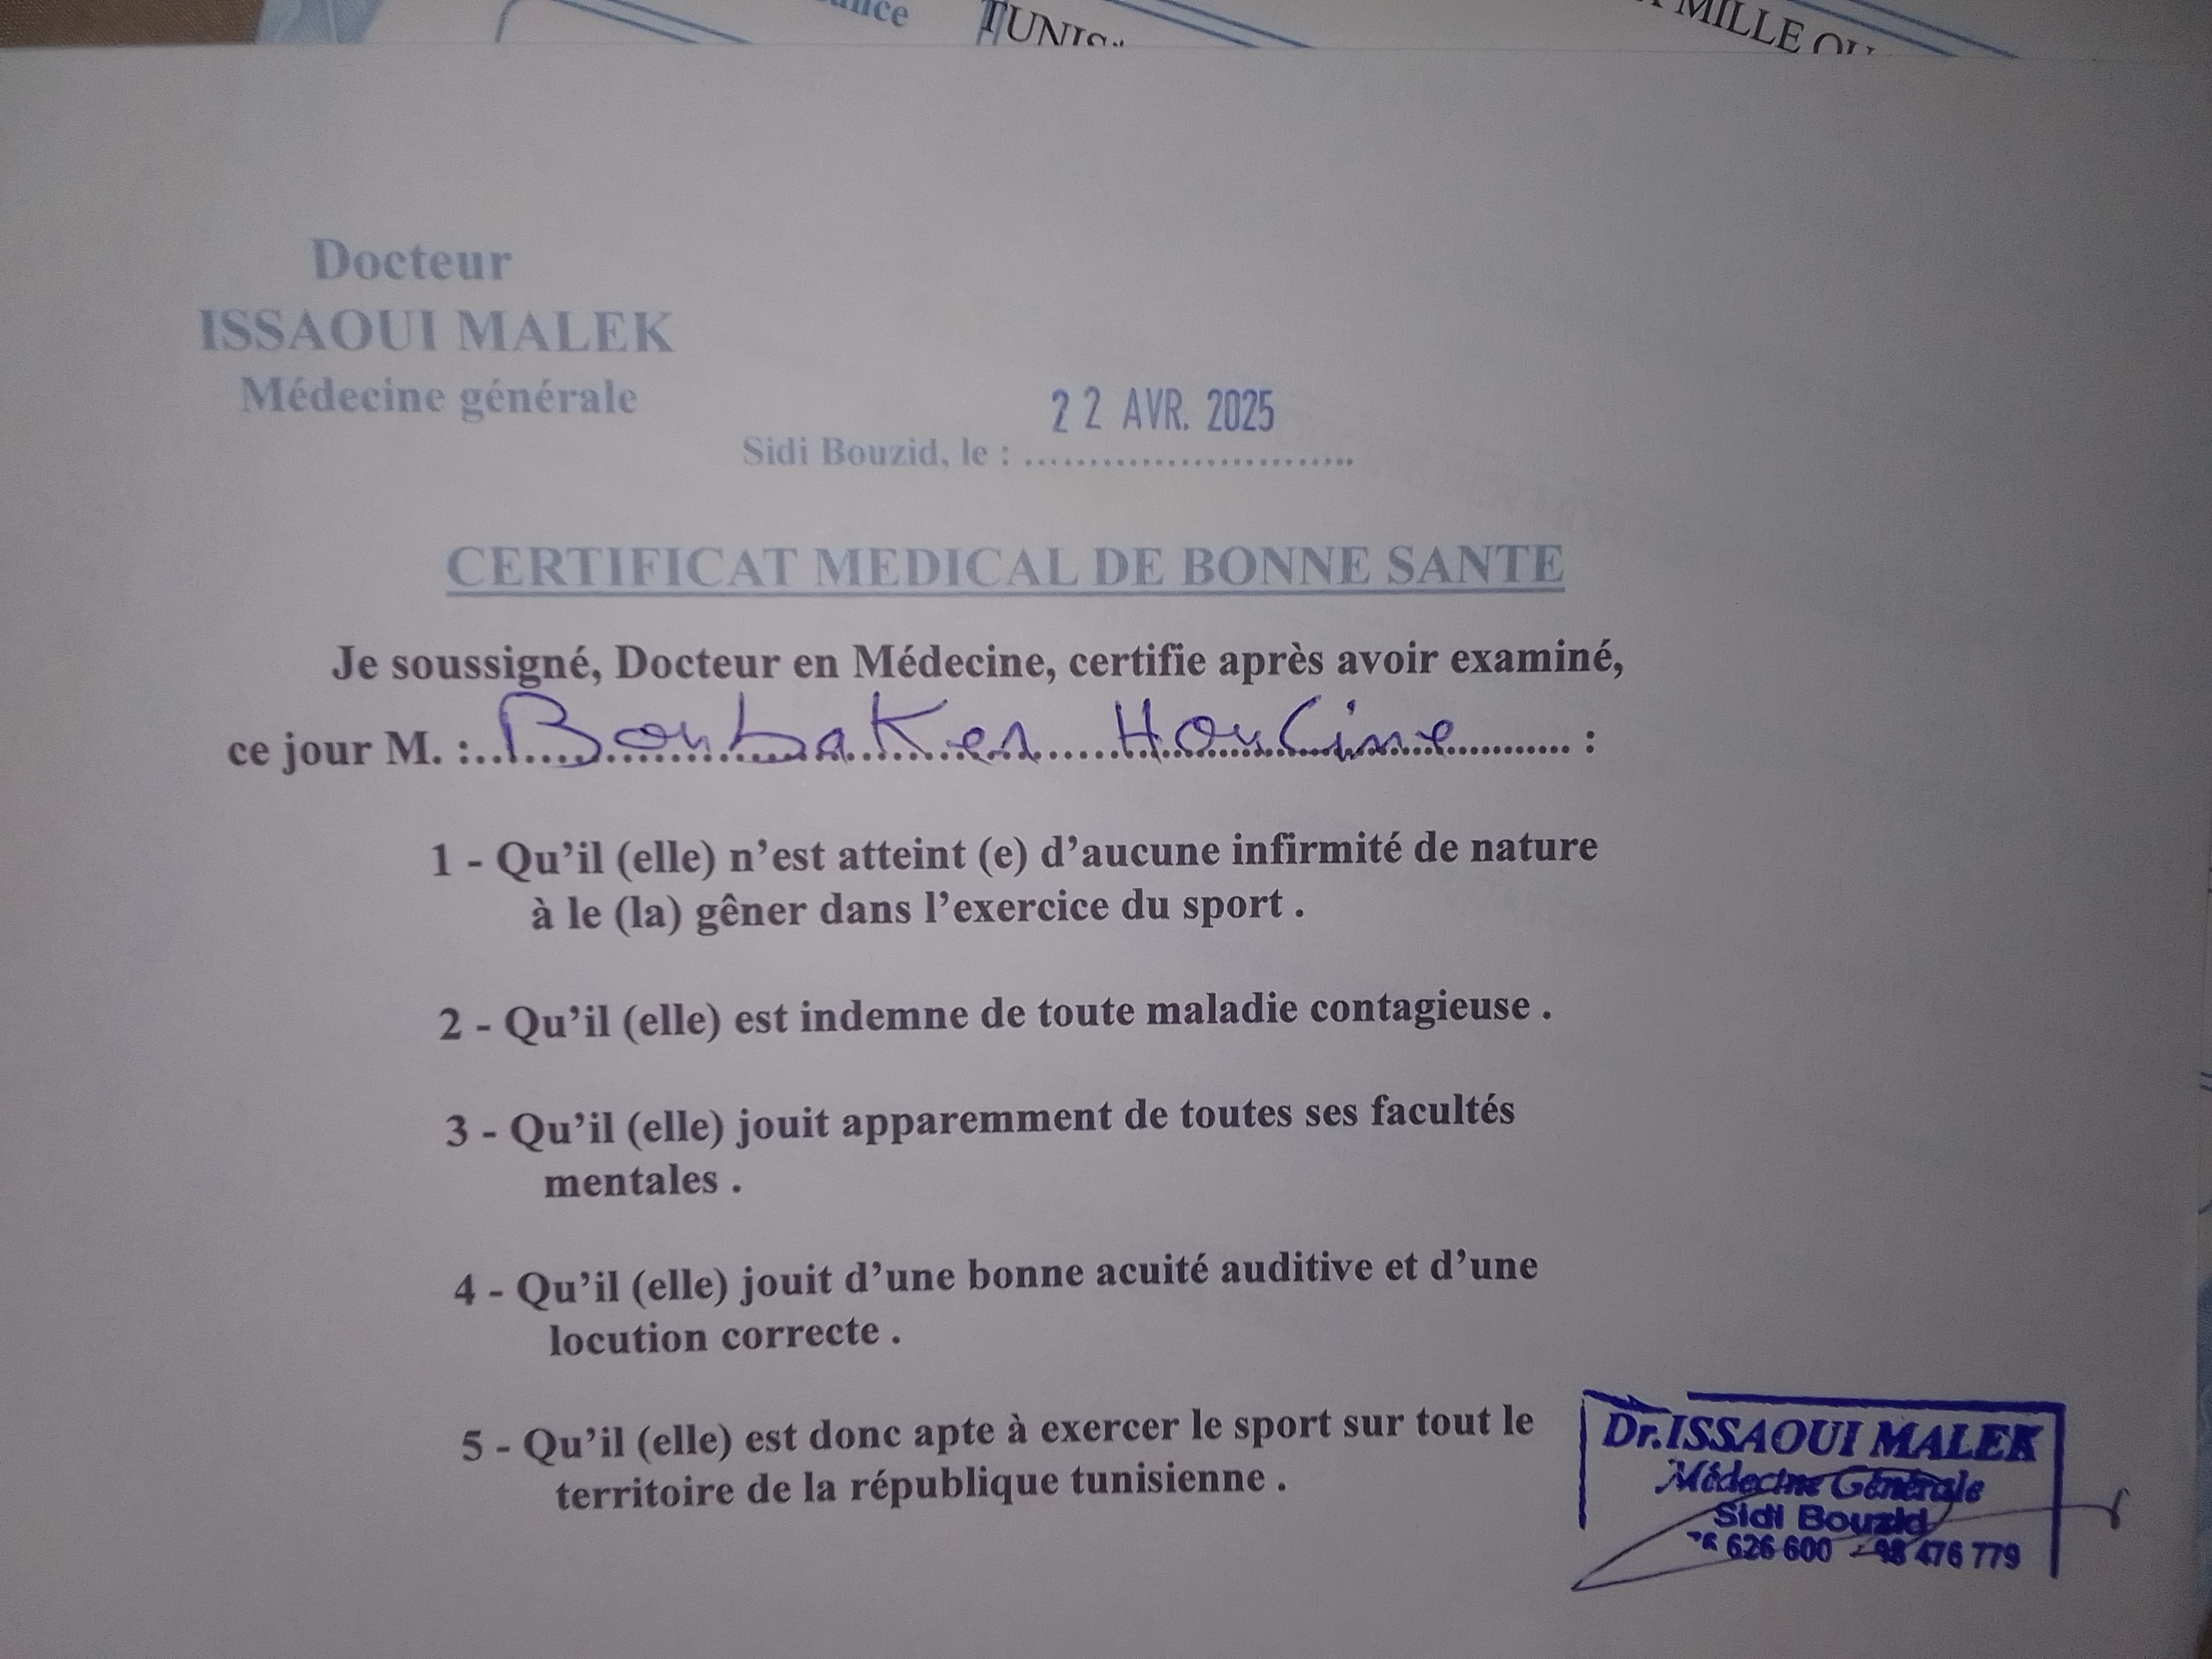 TUNIS
MILLE OU
Docteur
ISSAOUI MALEK
Médecine générale
22 AVR. 2025
Sidi Bouzid, le : ..............................
CERTIFICAT MEDICAL DE BONNE SANTE
Je soussigné, Docteur en Médecine, certifie après avoir examiné,
ce jour M. :...Boubaker Houcine........... :
1 - Qu'il (elle) n'est atteint (e) d'aucune infirmité de nature
à le (la) gêner dans l'exercice du sport .
2 - Qu'il (elle) est indemne de toute maladie contagieuse .
3 - Qu'il (elle) jouit apparemment de toutes ses facultés
mentales .
4 - Qu'il (elle) jouit d'une bonne acuité auditive et d'une
locution correcte .
5 - Qu'il (elle) est donc apte à exercer le sport sur tout le
territoire de la république tunisienne .
Dr.ISSAOUI MALEK
Médecine Générale
Sidi Bouzid
626 600 - 98 476 779